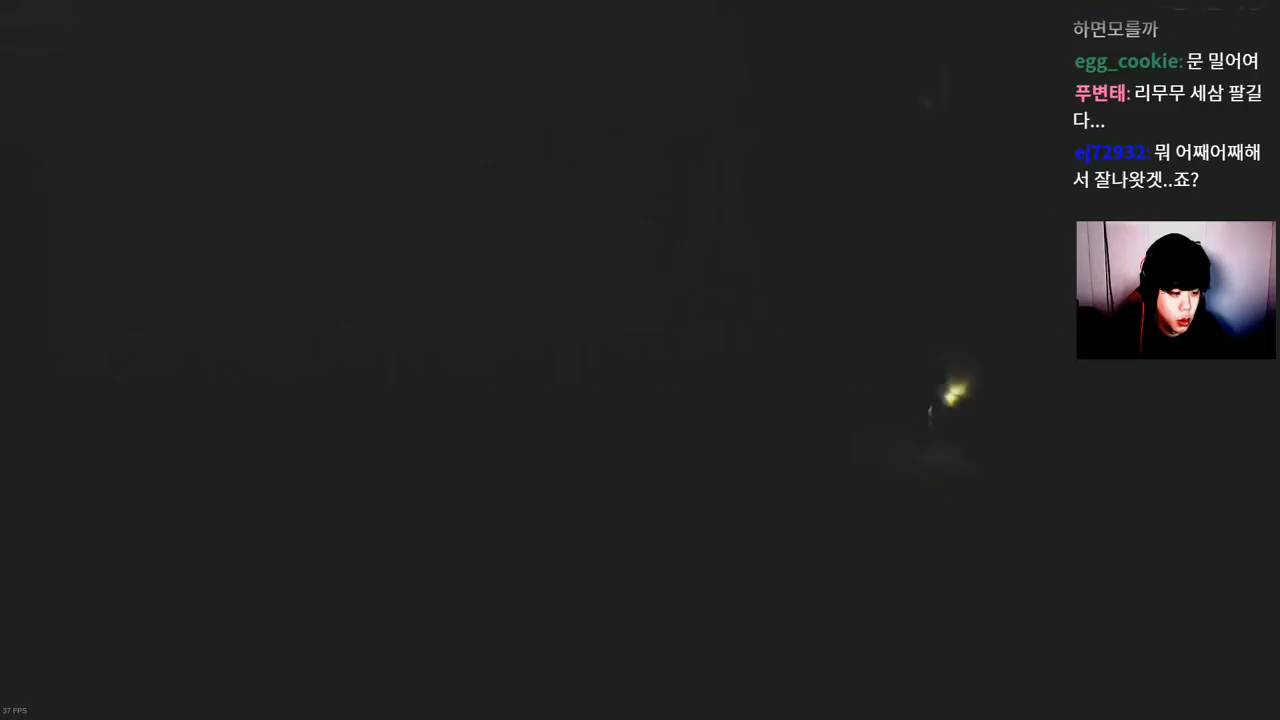 하면모를까
egg_cookie: 문 밀어여
푸변태: 리무무 세삼 팔길
다...
ej72932: 뭐 어째어째해
서 잘나왓겟..죠?
37 FPS